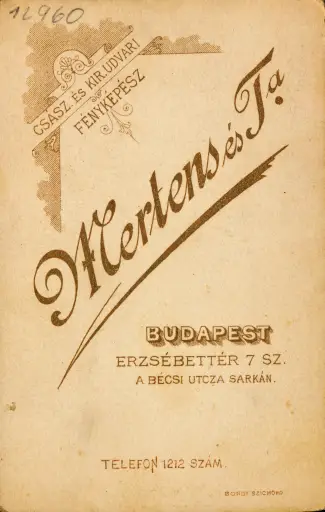 12960
CSÁSZ. ÉS KIR. UDVARI
FÉNYKÉPÉSZ
Mertens és Ta
BUDAPEST
ERZSÉBETTÉR 7 SZ.
A BÉCSI UTCZA SARKÁN.
TELEFON 1212 SZÁM.